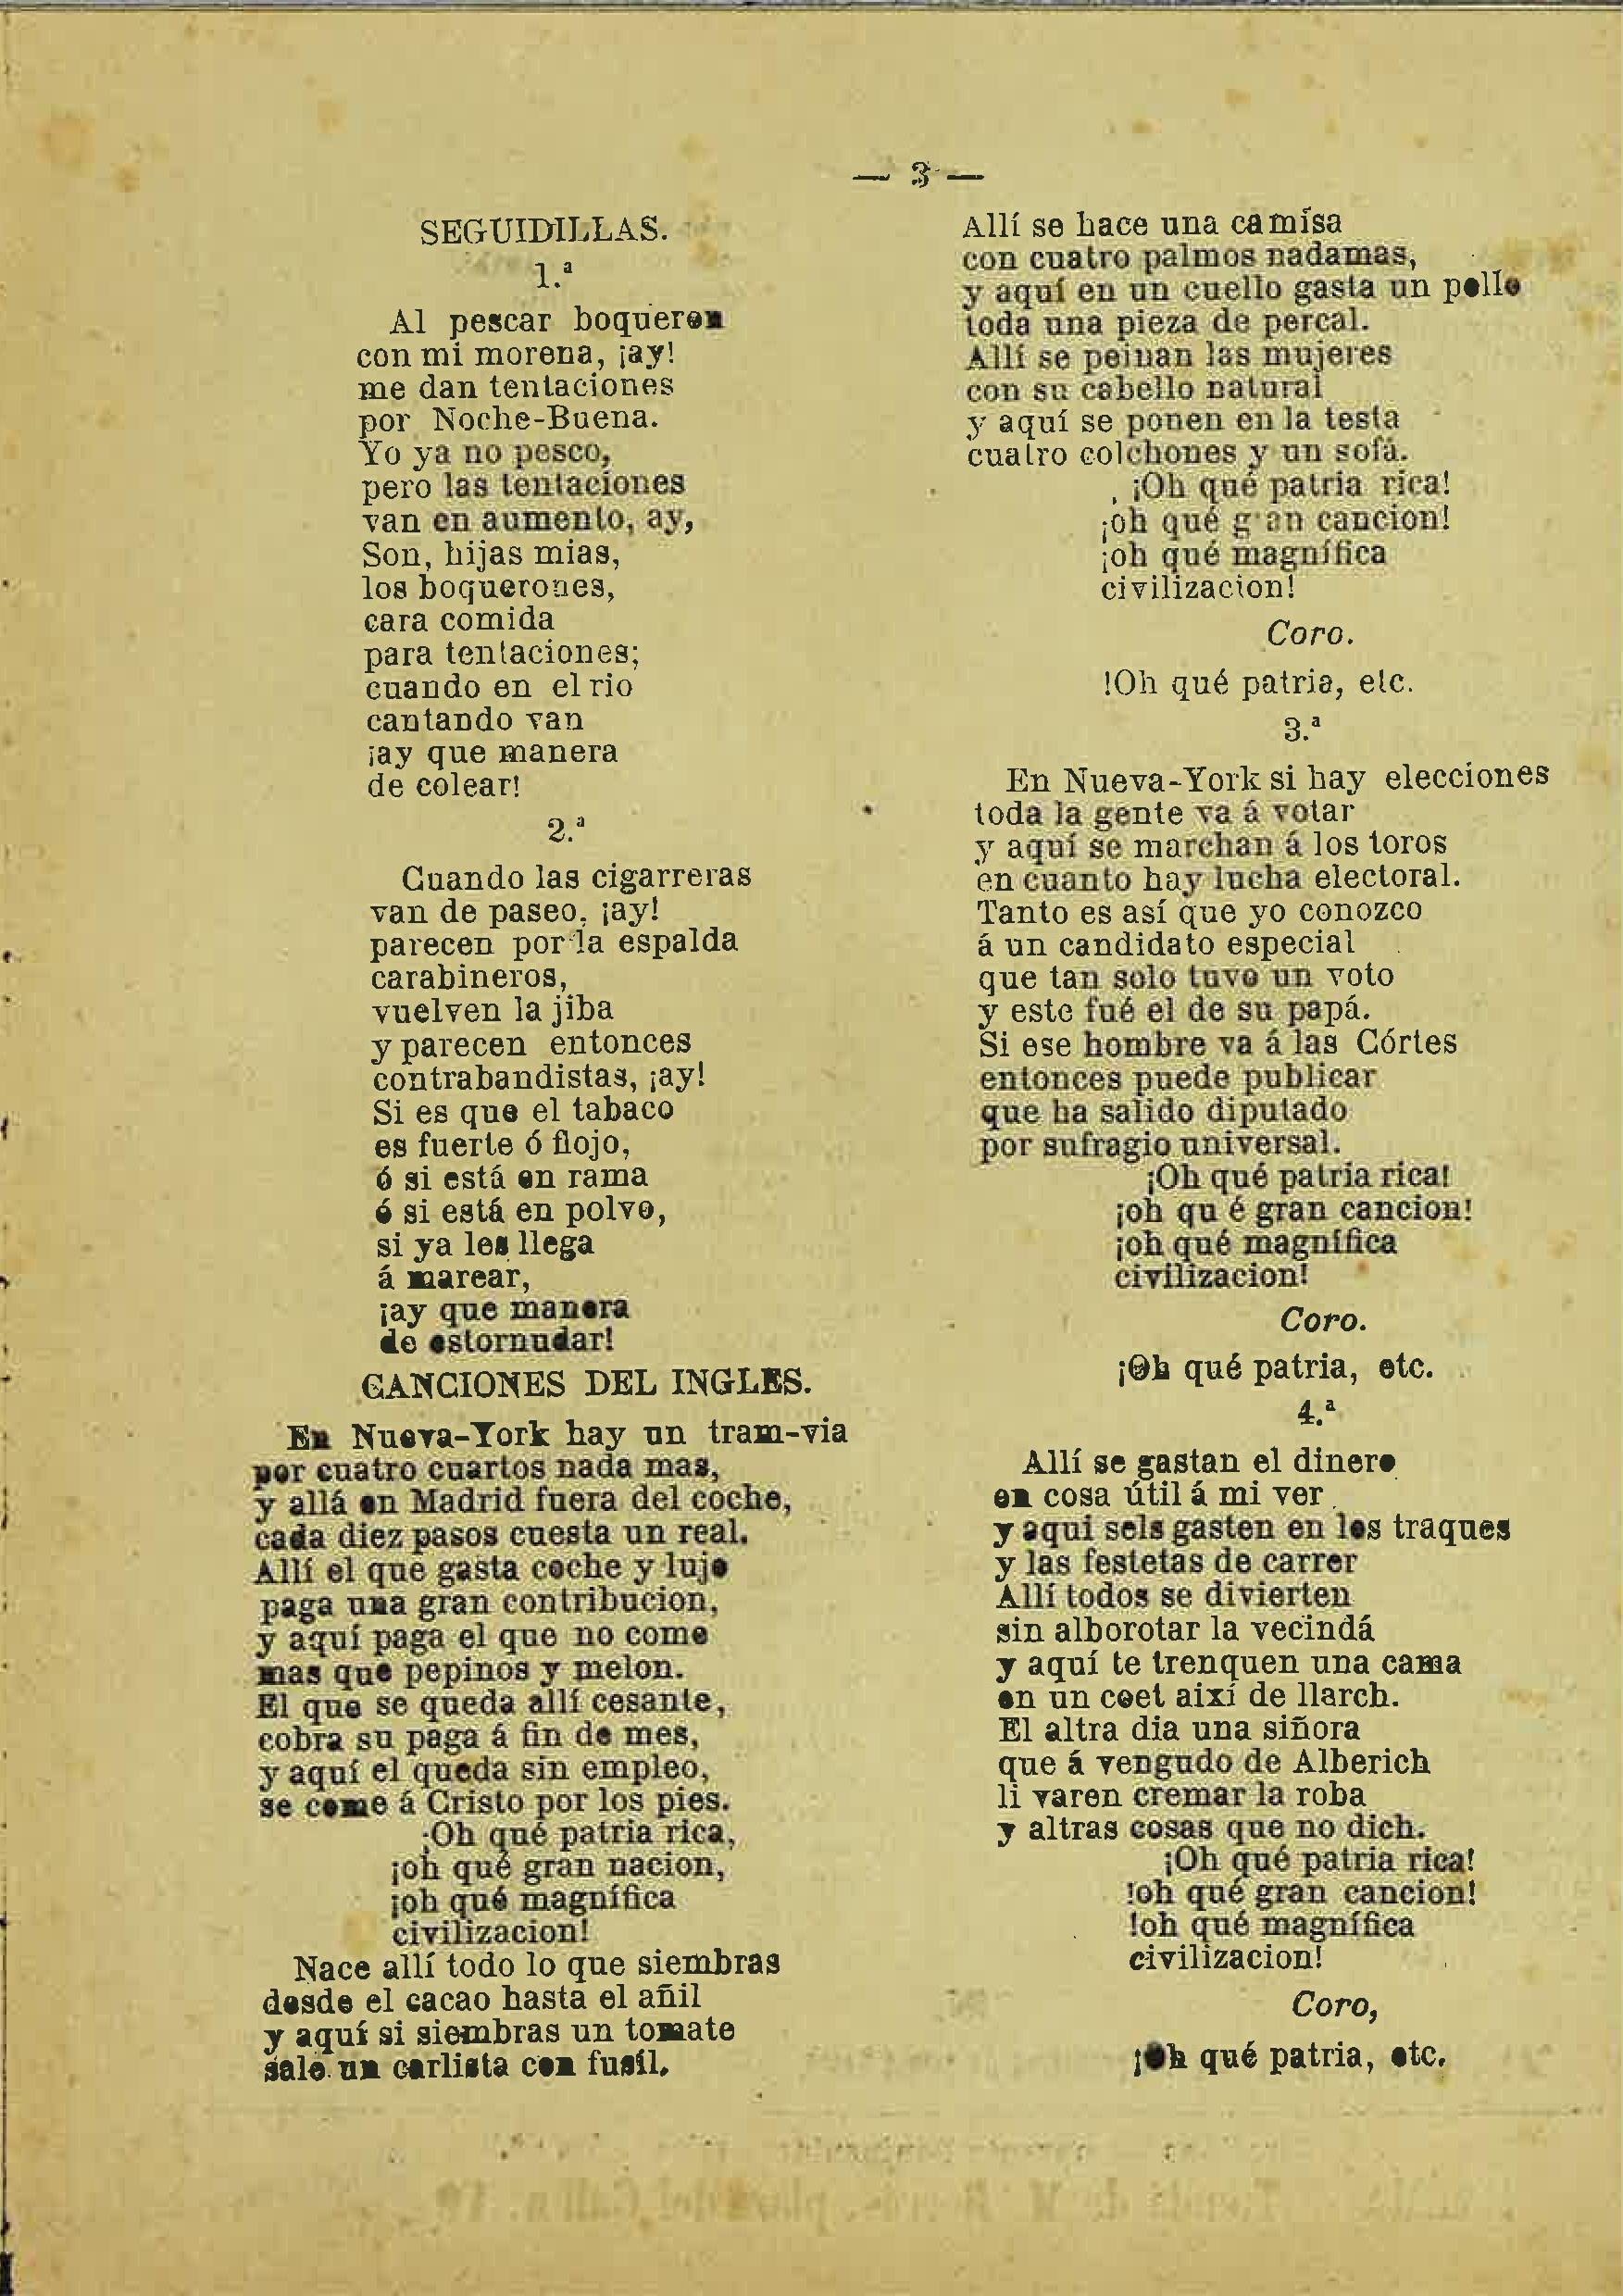 — 3 —
SEGUIDILLAS.
1.ª
Al pescar boqueron
con mi morena, ¡ay!
me dan tentaciones
por Noche-Buena.
Yo ya no pesco,
pero las tentaciones
van en aumento, ay,
Son, hijas mias,
los boquerones,
cara comida
para tentaciones;
cuando en el rio
cantando van
¡ay que manera
de colear!
2.ª
Cuando las cigarreras
van de paseo, ¡ay!
parecen por la espalda
carabineros,
vuelven la jiba
y parecen entonces
contrabandistas, ¡ay!
Si es que el tabaco
es fuerte ó flojo,
ó si está en rama
ó si está en polvo,
si ya les llega
á marear,
¡ay que manera
de estornudar!
CANCIONES DEL INGLES.
En Nueva-York hay un tram-via
por cuatro cuartos nada mas,
y allá en Madrid fuera del coche,
cada diez pasos cuesta un real.
Allí el que gasta coche y lujo
paga una gran contribucion,
y aquí paga el que no come
mas que pepinos y melon.
El que se queda allí cesante,
cobra su paga á fin de mes,
y aquí el queda sin empleo,
se come á Cristo por los pies.
¡Oh qué patria rica,
¡oh qué gran nacion,
¡oh qué magnífica
civilizacion!
Nace allí todo lo que siembras
desde el cacao hasta el añil
y aquí si siembras un tomate
sale un carlista con fusil.
Allí se hace una camisa
con cuatro palmos nadamas,
y aquí en un cuello gasta un pollo
toda una pieza de percal.
Allí se peinan las mujeres
con su cabello natural
y aquí se ponen en la testa
cuatro colchones y un sofá.
¡Oh qué patria rica!
¡oh qué gran cancion!
¡oh qué magnífica
civilizacion!
Coro.
!Oh qué patria, etc.
3.ª
En Nueva-York si hay elecciones
toda la gente va á votar
y aquí se marchan á los toros
en cuanto hay lucha electoral.
Tanto es así que yo conozco
á un candidato especial
que tan solo tuvo un voto
y este fué el de su papá.
Si ese hombre va á las Córtes
entonces puede publicar
que ha salido diputado
por sufragio universal.
¡Oh qué patria rica!
¡oh qu é gran cancion!
¡oh qué magnífica
civilizacion!
Coro.
¡Oh qué patria, etc.
4.ª
Allí se gastan el dinero
en cosa útil á mi ver
y aqui sels gasten en los traques
y las festetas de carrer
Allí todos se divierten
sin alborotar la vecindá
y aquí te trenquen una cama
en un coet així de llarch.
El altra dia una siñora
que á vengudo de Alberich
li varen cremar la roba
y altras cosas que no dich.
¡Oh qué patria rica!
!oh qué gran cancion!
!oh qué magnífica
civilizacion!
Coro,
¡Oh qué patria, etc.